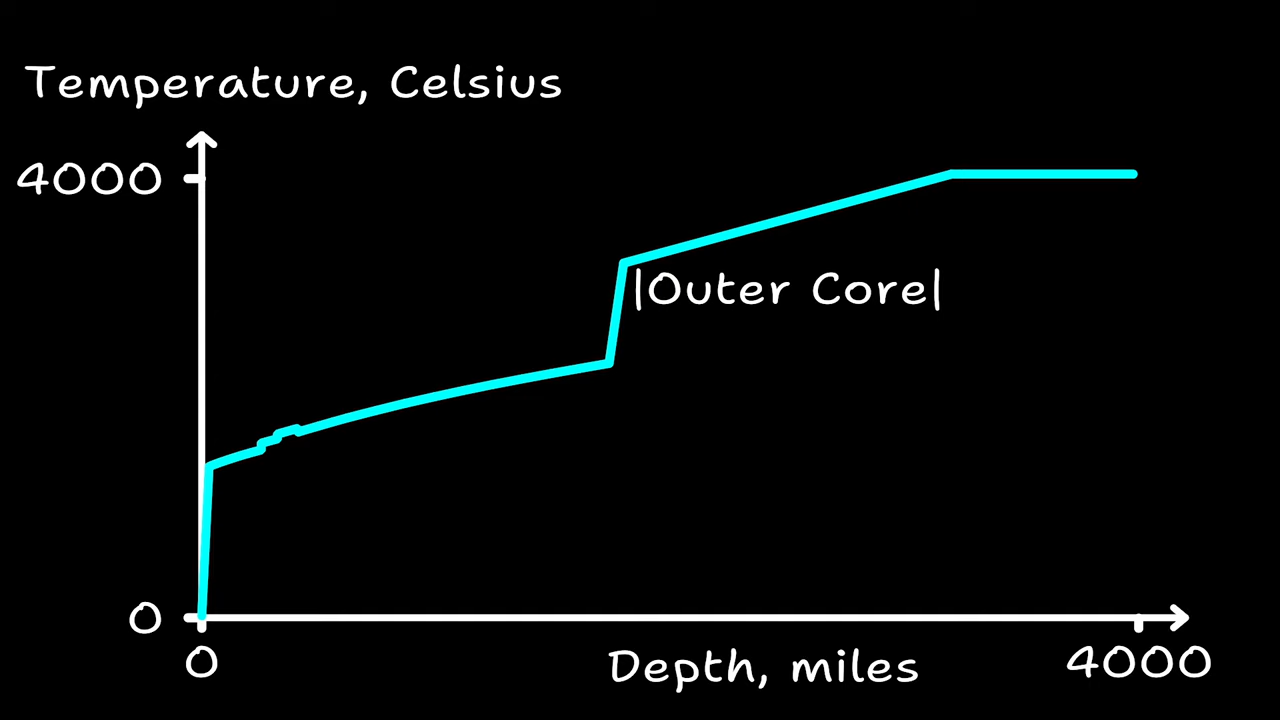 Temperature, Celsius
4000
|Outer Core|
0
0
Depth, miles
4000